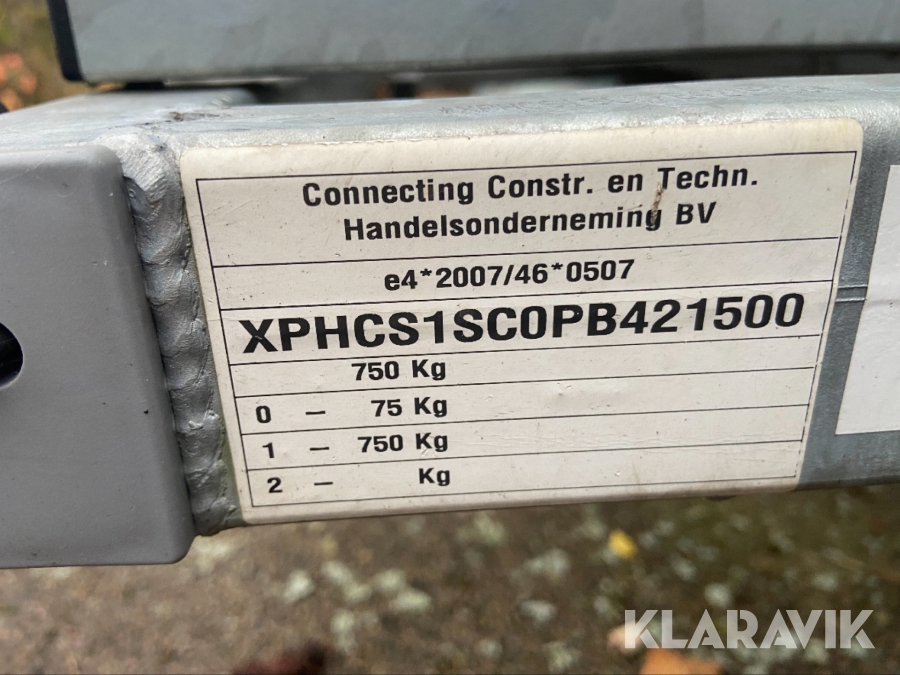 Connecting Constr. en Techn.
Handelsonderneming BV
e4*2007/46*0507
XPHCS1SC0PB421500
750 Kg
0 - 75 Kg
1 - 750 Kg
2 - Kg
KLARAVIK